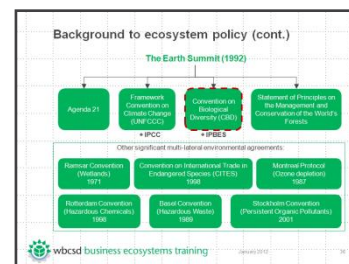 Background to ecosystem policy (cont.)
The Earth Summit (1992)
Agenda 21
Framework
Convention on
Climate Change
(UNFCCC)
+ IPCC
Convention on
Biological
Diversity (CBD)
+ IPBES
Statement of Principles on
the Management and
Conservation of the World's
Forests
Other significant multi-lateral environmental agreements:
Ramsar Convention
(Wetlands)
1971
Convention on International Trade in
Endangered Species (CITES)
1998
Montreal Protocol
(Ozone depletion)
1987
Rotterdam Convention
(Hazardous Chemicals)
1998
Basel Convention
(Hazardous Waste)
1989
Stockholm Convention
(Persistent Organic Pollutants)
2001
wbcsd business ecosystems training
January 2012